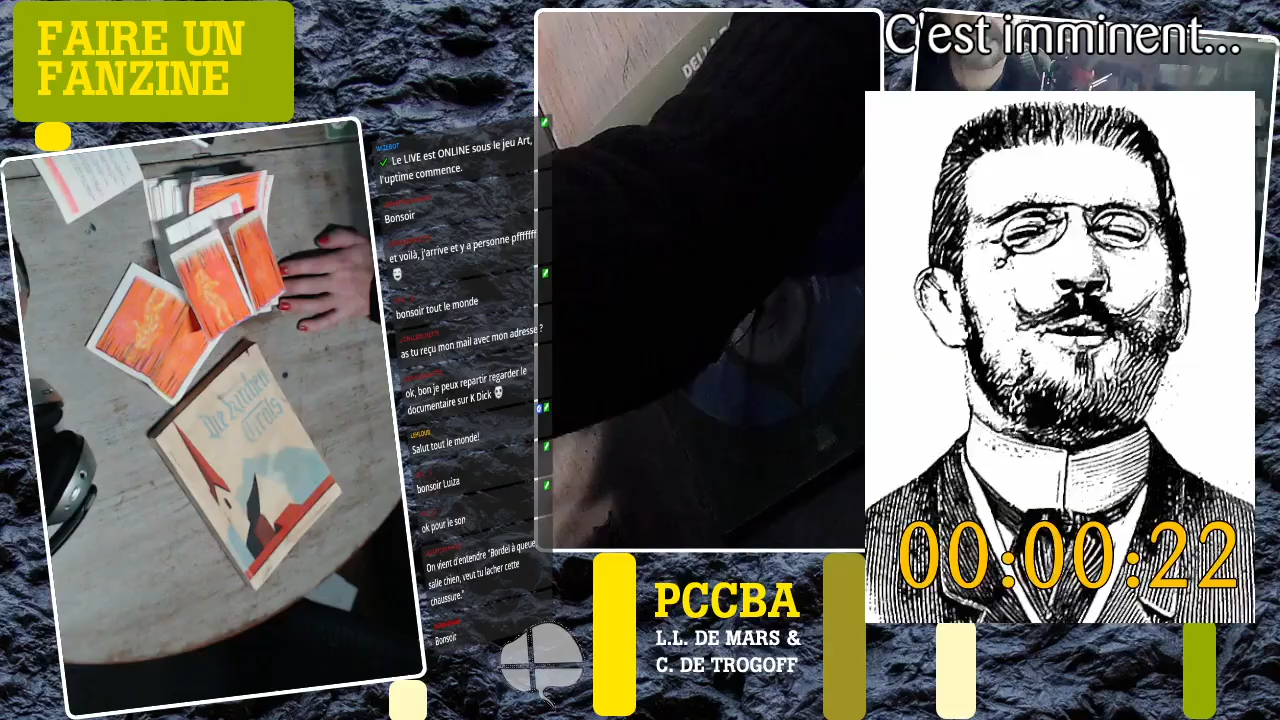 FAIRE UN
FANZINE
C'est imminent...
WIZEBOT
Le LIVE est ONLINE sous le jeu Art,
l'uptime commence.
Bonsoir
et voilà, j'arrive et y a personne pfffffff
bonsoir tout le monde
as tu reçu mon mail avec mon adresse ?
ok, bon je peux repartir regarder le
documentaire sur K Dick
Salut tout le monde!
bonsoir Luiza
ok pour le son
On vient d'entendre "Bordel à queue
salle chien, veut tu lacher cette
chaussure."
Bonsoir
00:00:22
PCCBA
L.L. DE MARS &
C. DE TROGOFF